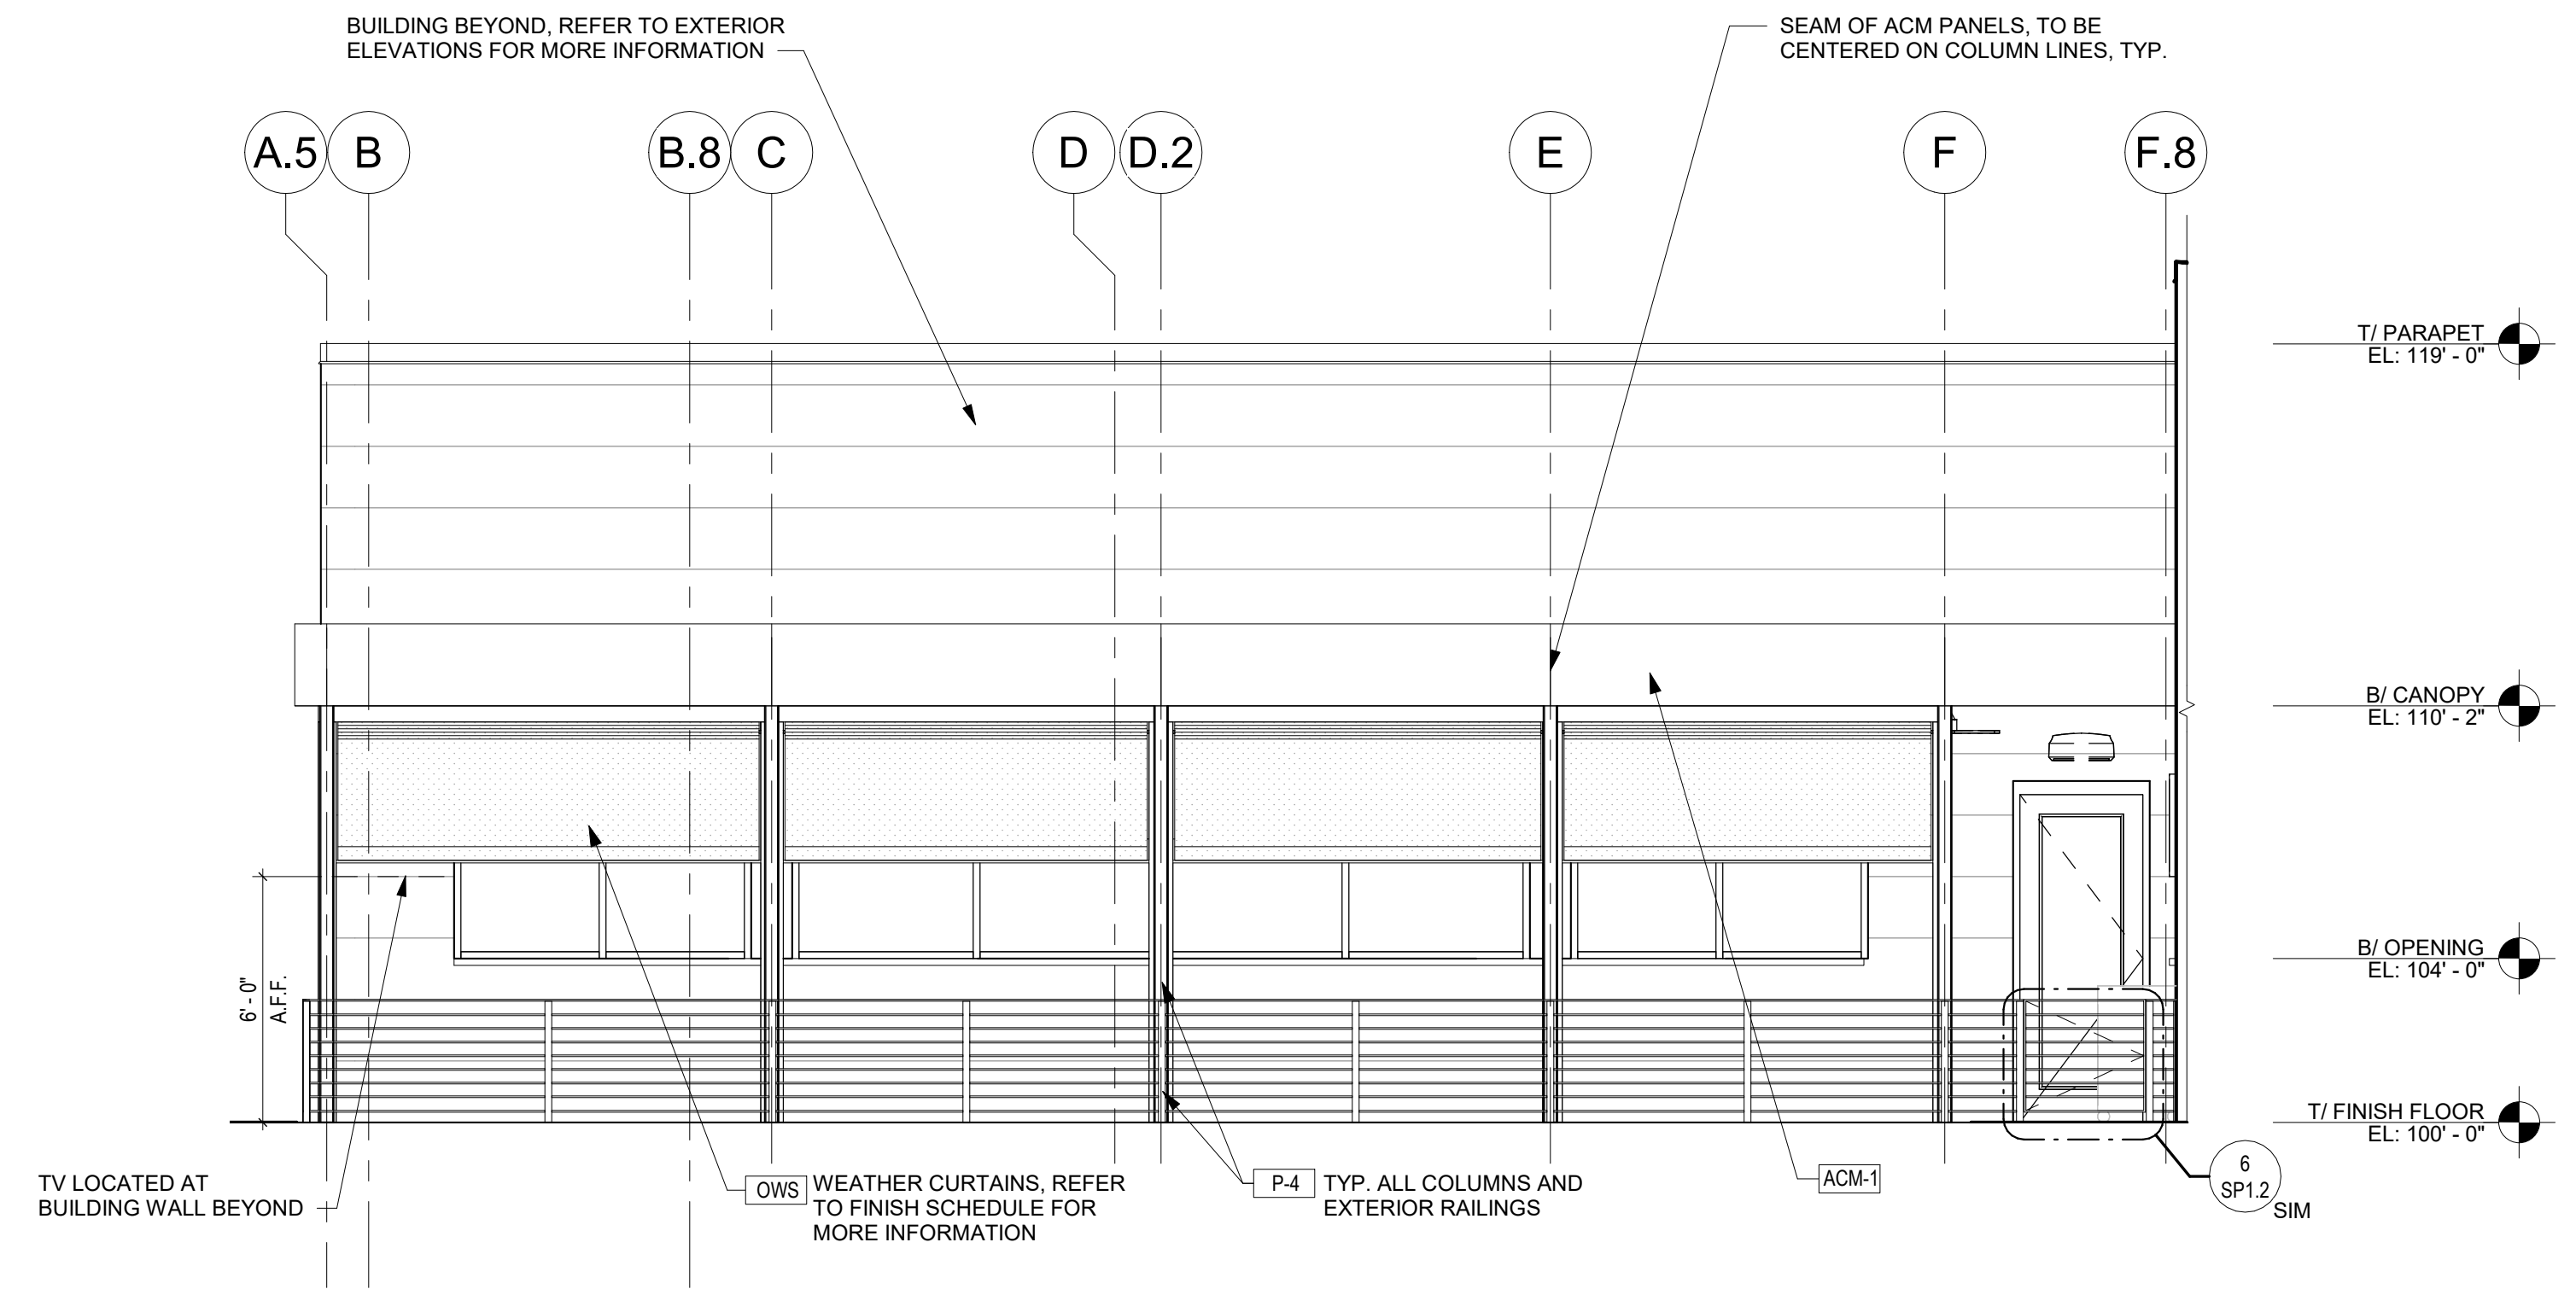 BUILDING BEYOND, REFER TO EXTERIOR
ELEVATIONS FOR MORE INFORMATION
SEAM OF ACM PANELS, TO BE
CENTERED ON COLUMN LINES, TYP.
A.5 B B.8 C D D.2 E F F.8
T/ PARAPET
EL: 119' - 0"
B/ CANOPY
EL: 110' - 2"
B/ OPENING
EL: 104' - 0"
6' - 0"
A.F.F.
T/ FINISH FLOOR
EL: 100' - 0"
TV LOCATED AT
BUILDING WALL BEYOND
OWS WEATHER CURTAINS, REFER
TO FINISH SCHEDULE FOR
MORE INFORMATION
P-4 TYP. ALL COLUMNS AND
EXTERIOR RAILINGS
ACM-1
6
SP1.2
SIM